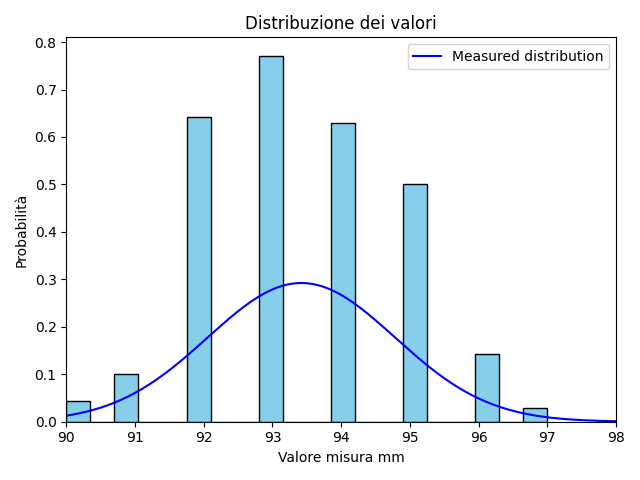 Distribuzione dei valori
Measured distribution
Probabilità
0.8
0.7
0.6
0.5
0.4
0.3
0.2
0.1
0.0
90 91 92 93 94 95 96 97 98
Valore misura mm